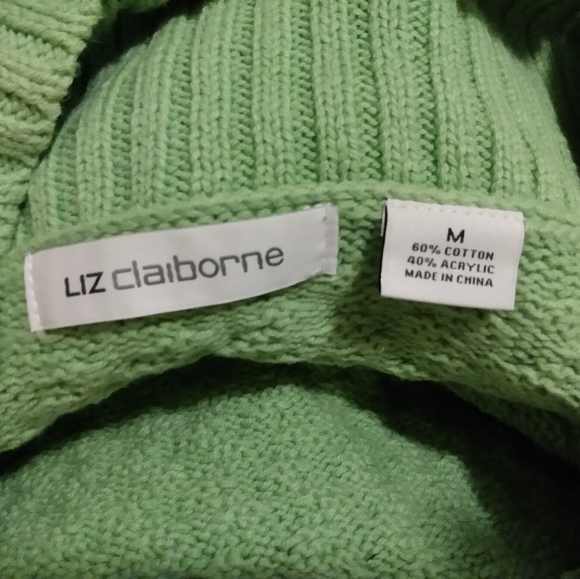 LIZ claiborne
M
60% COTTON
40% ACRYLIC
MADE IN CHINA